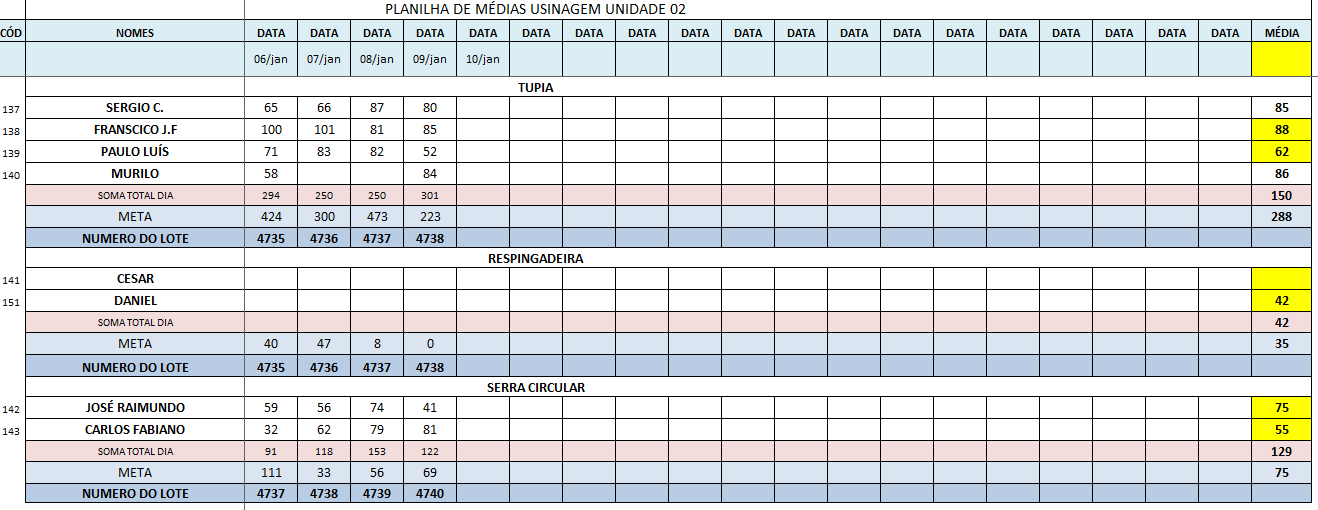 PLANILHA DE MÉDIAS USINAGEM UNIDADE 02
CÓD NOMES DATA DATA DATA DATA DATA DATA DATA DATA DATA DATA DATA DATA DATA DATA DATA DATA DATA DATA DATA MÉDIA
06/jan 07/jan 08/jan 09/jan 10/jan
TUPIA
137 SERGIO C. 65 66 87 80 85
138 FRANSCICO J.F 100 101 81 85 88
139 PAULO LUÍS 71 83 82 52 62
140 MURILO 58 84 86
SOMA TOTAL DIA 294 250 250 301 150
META 424 300 473 223 288
NUMERO DO LOTE 4735 4736 4737 4738
RESPINGADEIRA
141 CESAR
151 DANIEL 42
SOMA TOTAL DIA 42
META 40 47 8 0 35
NUMERO DO LOTE 4735 4736 4737 4738
SERRA CIRCULAR
142 JOSÉ RAIMUNDO 59 56 74 41 75
143 CARLOS FABIANO 32 62 79 81 55
SOMA TOTAL DIA 91 118 153 122 129
META 111 33 56 69 75
NUMERO DO LOTE 4737 4738 4739 4740